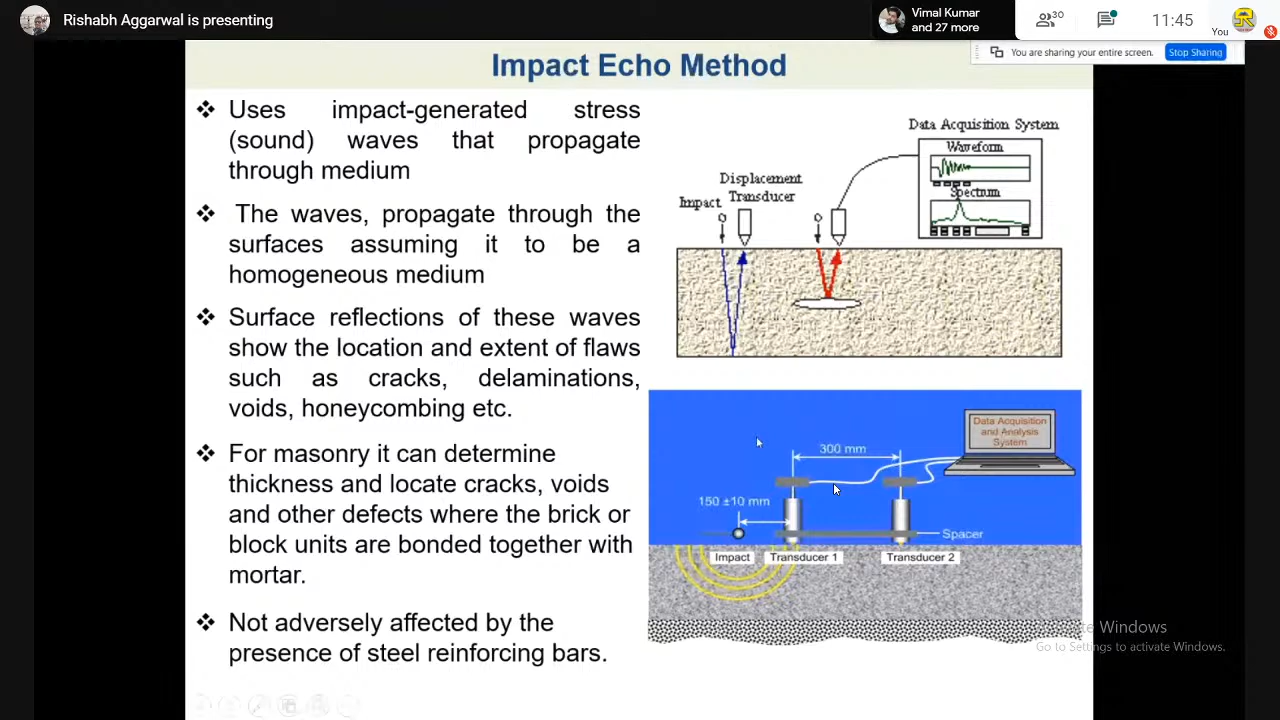 Rishabh Aggarwal is presenting
Vimal Kumar
and 27 more
30
11:45
You
You are sharing your entire screen.
Stop Sharing
Impact Echo Method
❖ Uses impact-generated stress
(sound) waves that propagate
through medium
❖ The waves, propagate through the
surfaces assuming it to be a
homogeneous medium
❖ Surface reflections of these waves
show the location and extent of flaws
such as cracks, delaminations,
voids, honeycombing etc.
❖ For masonry it can determine
thickness and locate cracks, voids
and other defects where the brick or
block units are bonded together with
mortar.
❖ Not adversely affected by the
presence of steel reinforcing bars.
Data Acquisition System
Waveform
Spectrum
Displacement
Transducer
Impact
Data Acquisition
and Analysis
System
300 mm
150 ±10 mm
Spacer
Impact
Transducer 1
Transducer 2
Windows
Go to Settings to activate Windows.